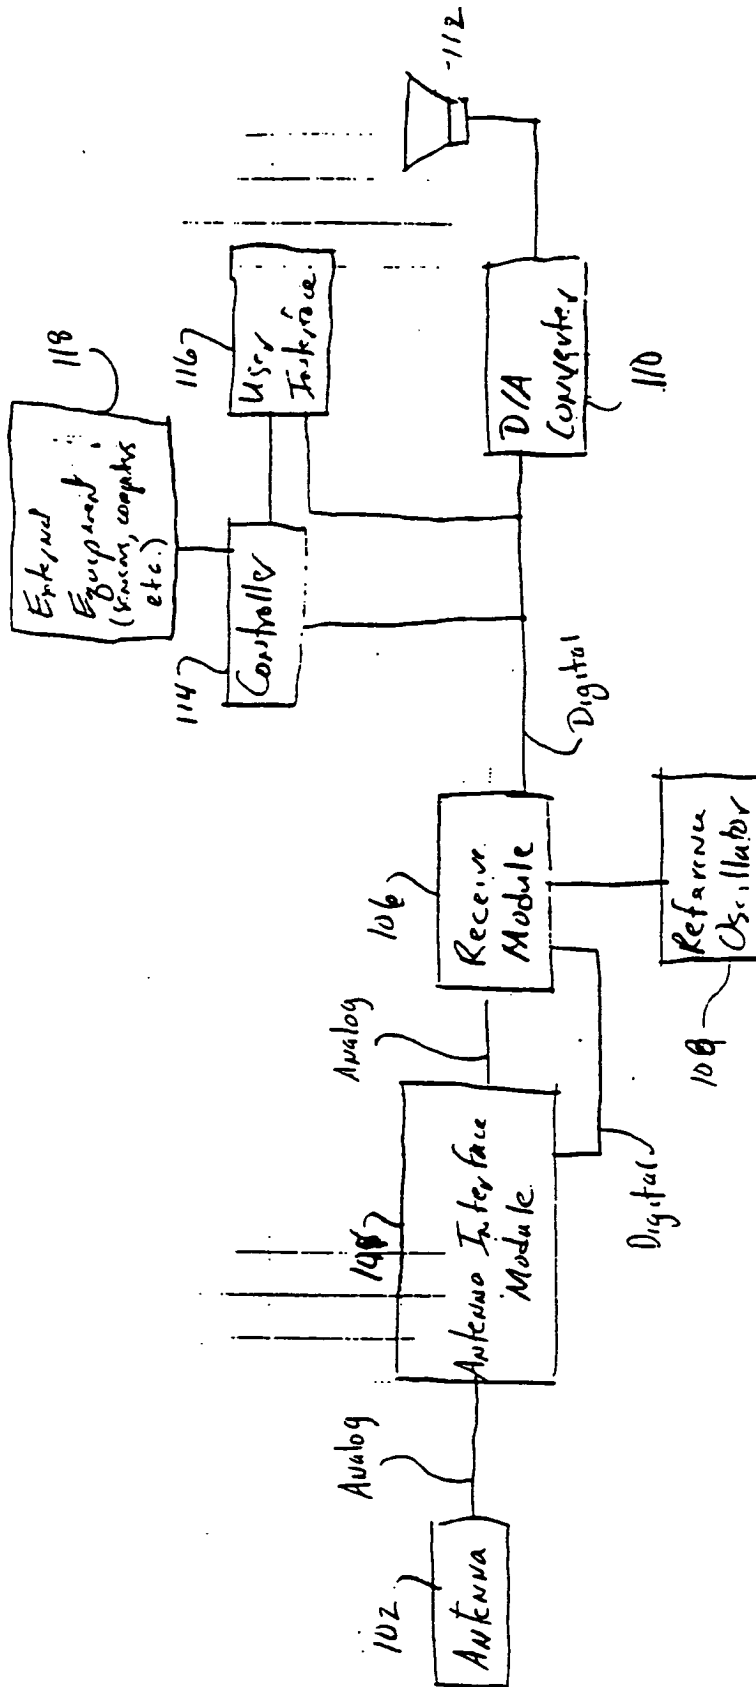 102
Antenna
Analog
Antenna Interface
Module
Analog
Digital
106
Receive
Module
108
Reference
Oscillator
Digital
114
Controller
118
External
Equipment
(sensors, computers
etc.)
116
User
Interface
D/A
Converter
110
112